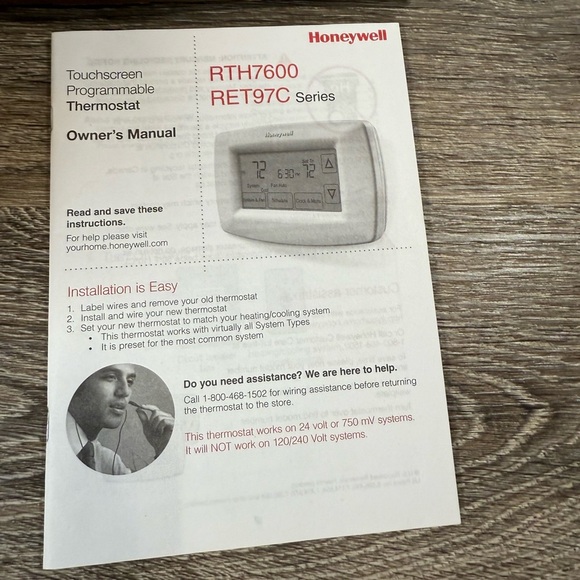 Honeywell
Touchscreen
Programmable
Thermostat
Owner's Manual
RTH7600
RET97C Series
Honeywell
72
6:30
72
Read and save these
instructions.
For help please visit
yourhome.honeywell.com
Installation is Easy
1. Label wires and remove your old thermostat
2. Install and wire your new thermostat
3. Set your new thermostat to match your heating/cooling system
• This thermostat works with virtually all System Types
• It is preset for the most common system
Do you need assistance? We are here to help.
Call 1-800-468-1502 for wiring assistance before returning
the thermostat to the store.
This thermostat works on 24 volt or 750 mV systems.
It will NOT work on 120/240 Volt systems.